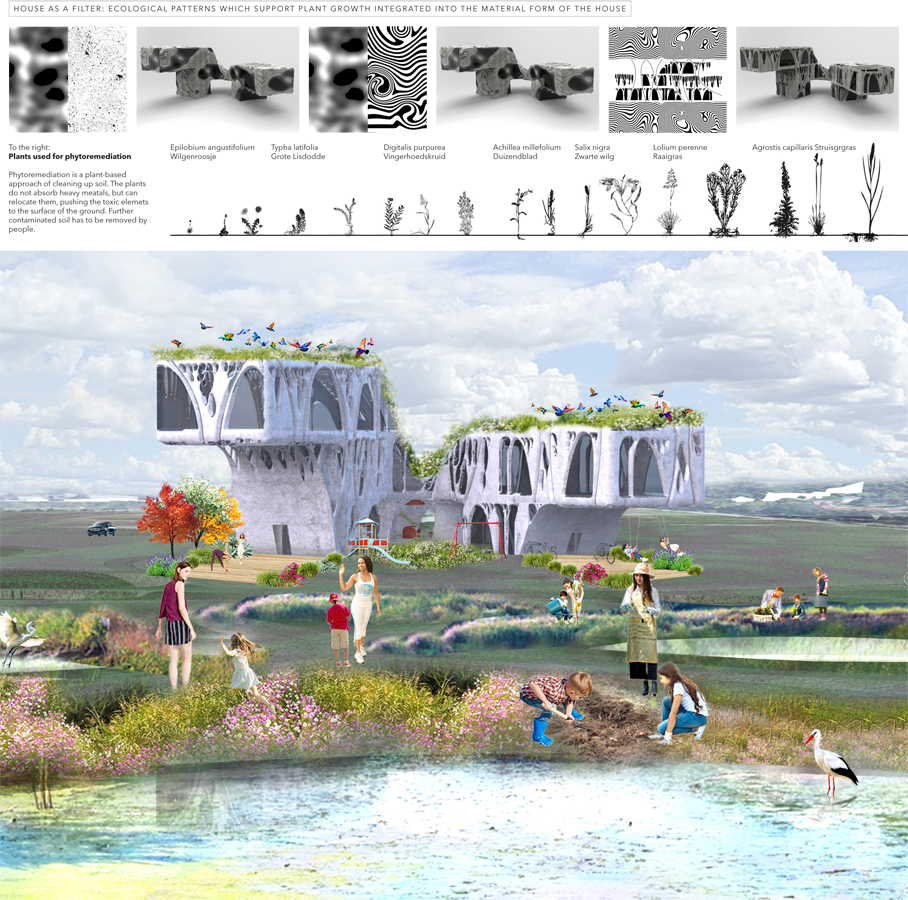 HOUSE AS A FILTER: ECOLOGICAL PATTERNS WHICH SUPPORT PLANT GROWTH INTEGRATED INTO THE MATERIAL FORM OF THE HOUSE
To the right:
Plants used for phytoremediation
Phytoremediation is a plant-based
approach of cleaning up soil. The plants
do not absorb heavy meatals, but can
relocate them, pushing the toxic elemets
to the surface of the ground. Further
contaminated soil has to be removed by
people.
Epilobium angustifolium
Wilgenroosje
Typha latifolia
Grote Lisdodde
Digitalis purpurea
Vingerhoedskruid
Achillea millefolium
Duizendblad
Salix nigra
Zwarte wilg
Lolium perenne
Raaigras
Agrostis capillaris Struisgrgras